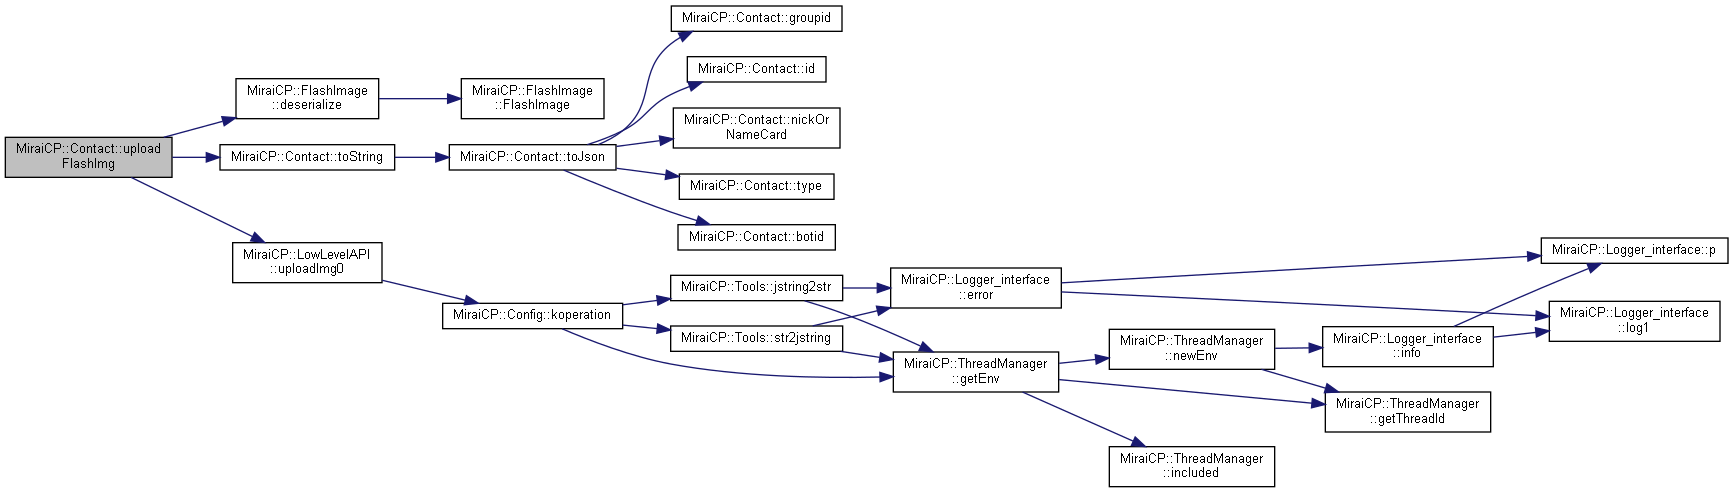 MiraiCP::Contact::upload
FlashImg
MiraiCP::FlashImage
::deserialize
MiraiCP::FlashImage
::FlashImage
MiraiCP::Contact::toString
MiraiCP::Contact::toJson
MiraiCP::Contact::groupid
MiraiCP::Contact::id
MiraiCP::Contact::nickOr
NameCard
MiraiCP::Contact::type
MiraiCP::Contact::botid
MiraiCP::LowLevelAPI
::uploadImg0
MiraiCP::Config::koperation
MiraiCP::Tools::jstring2str
MiraiCP::Tools::str2jstring
MiraiCP::Logger_interface
::error
MiraiCP::ThreadManager
::getEnv
MiraiCP::ThreadManager
::newEnv
MiraiCP::ThreadManager
::included
MiraiCP::Logger_interface
::info
MiraiCP::ThreadManager
::getThreadId
MiraiCP::Logger_interface::p
MiraiCP::Logger_interface
::log1